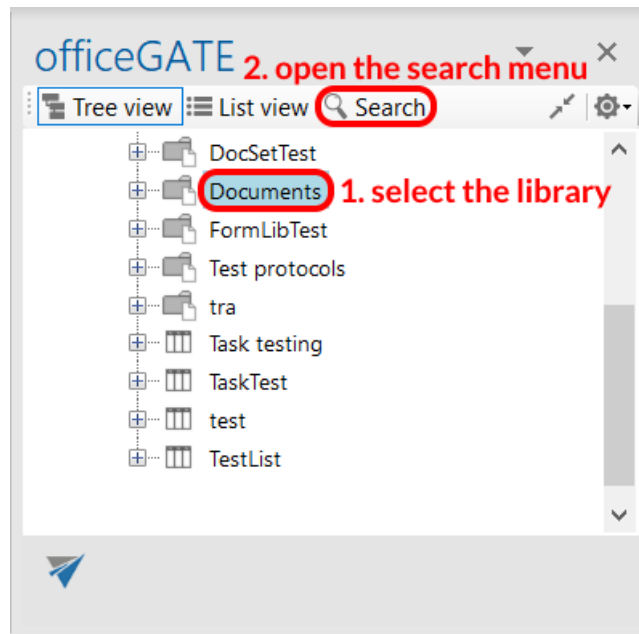 officeGATE 2. open the search menu
Tree view List view Search
DocSetTest
Documents 1. select the library
FormLibTest
Test protocols
tra
Task testing
TaskTest
test
TestList